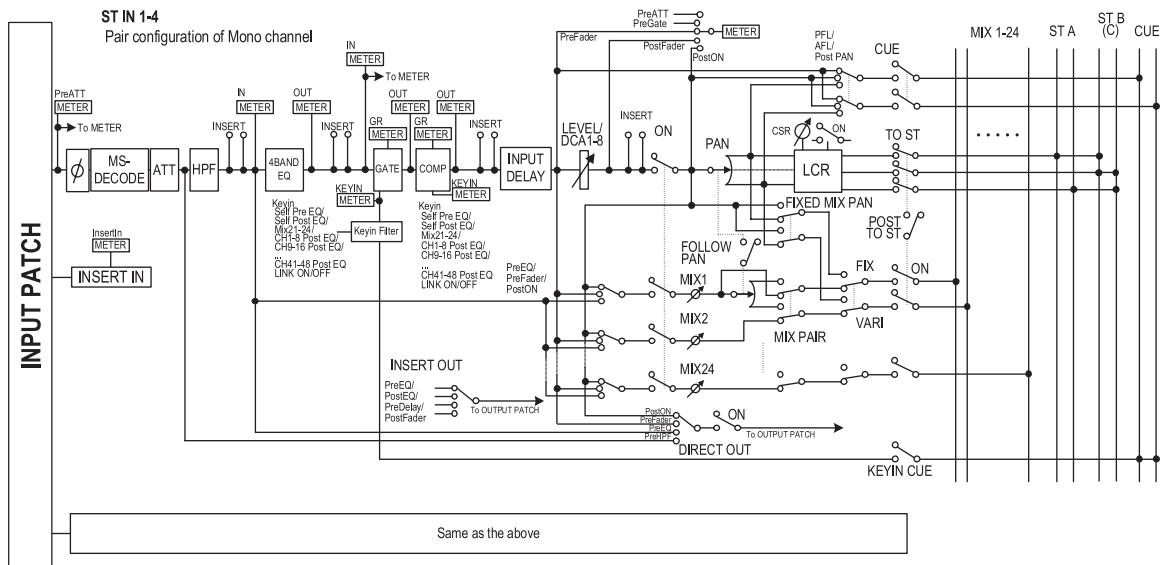 ST IN 1-4
Pair configuration of Mono channel
INPUT PATCH
PreATT
METER
To METER
ø
MS-
DECODE
ATT
HPF
INSERT
IN
METER
4BAND
EQ
OUT
METER
INSERT
IN
METER
To METER
GATE
GR
METER
OUT
METER
COMP
GR
METER
OUT
METER
INSERT
INPUT
DELAY
LEVEL/
DCA1-8
INSERT
ON
PreATT
PreGate
PreFader
PostFader
PostON
METER
PAN
PFL/
AFL/
Post PAN
CUE
CSR
ON
LCR
TO ST
MIX 1-24
ST A
ST B
(C)
CUE
Keyin
Self Pre EQ/
Self Post EQ/
Mix21-24/
CH1-8 Post EQ/
CH9-16 Post EQ/
...
CH41-48 Post EQ
LINK ON/OFF
KEYIN
METER
Keyin Filter
KEYIN
METER
Keyin
Self Pre EQ/
Self Post EQ/
Mix21-24/
CH1-8 Post EQ/
CH9-16 Post EQ/
...
CH41-48 Post EQ
LINK ON/OFF
InsertIn
METER
INSERT IN
PreEQ/
PreFader/
PostON
FIXED MIX PAN
FOLLOW
PAN
POST
TO ST
MIX1
FIX
ON
VARI
MIX2
MIX PAIR
MIX24
INSERT OUT
PreEQ/
PostEQ/
PreDelay/
PostFader
To OUTPUT PATCH
PostON
PreFader
PreEQ
PreHPF
ON
To OUTPUT PATCH
DIRECT OUT
KEYIN CUE
Same as the above